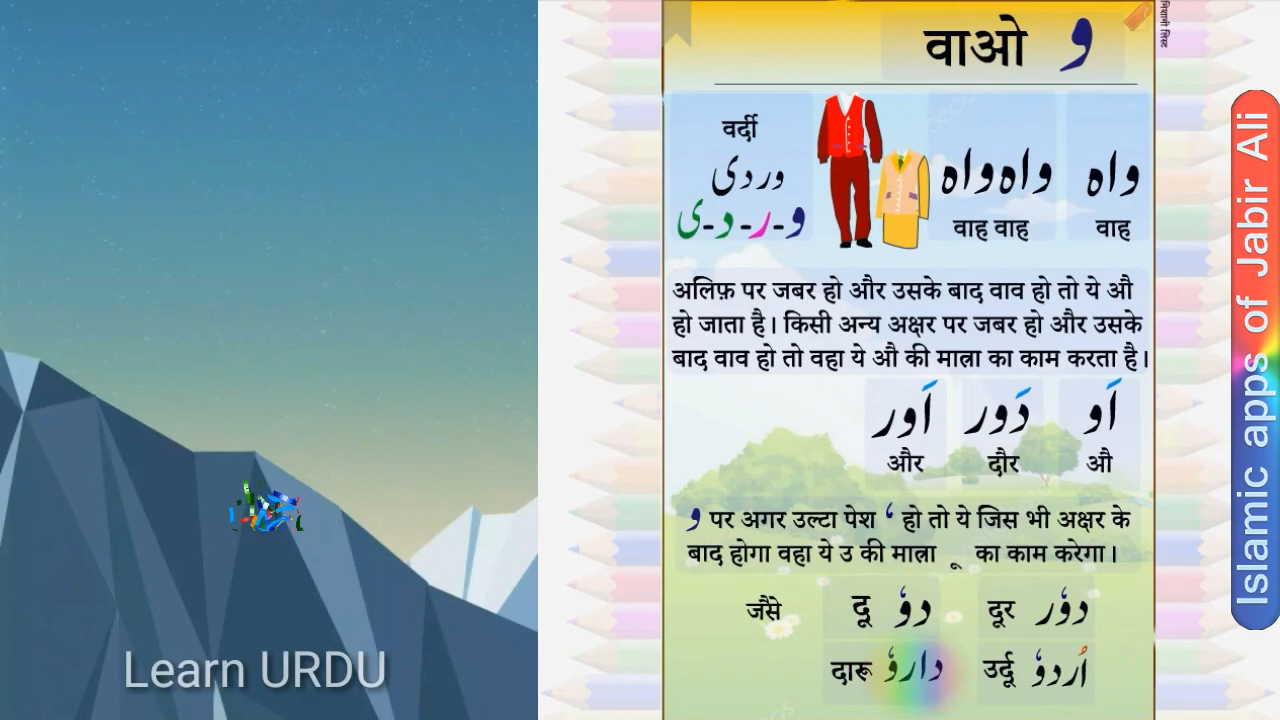 वाओ و
निशानी लिस्ट
वर्दी
وردی
و-ر-د-ی
واہ واہ
वाह वाह
واہ
वाह
अलिफ़ पर जबर हो और उसके बाद वाव हो तो ये औ
हो जाता है। किसी अन्य अक्षर पर जबर हो और उसके
बाद वाव हो तो वहा ये औ की मात्रा का काम करता है।
اَو دَور اَور
और दौर औ
و पर अगर उल्टा पेश ٗ हो तो ये जिस भी अक्षर के
बाद होगा वहा ये उ की मात्रा ू का काम करेगा।
जैसे दू دوٗ दूर دوٗر
दारू داروٗ उर्दू اُردوٗ
Learn URDU
Islamic apps of Jabir Ali